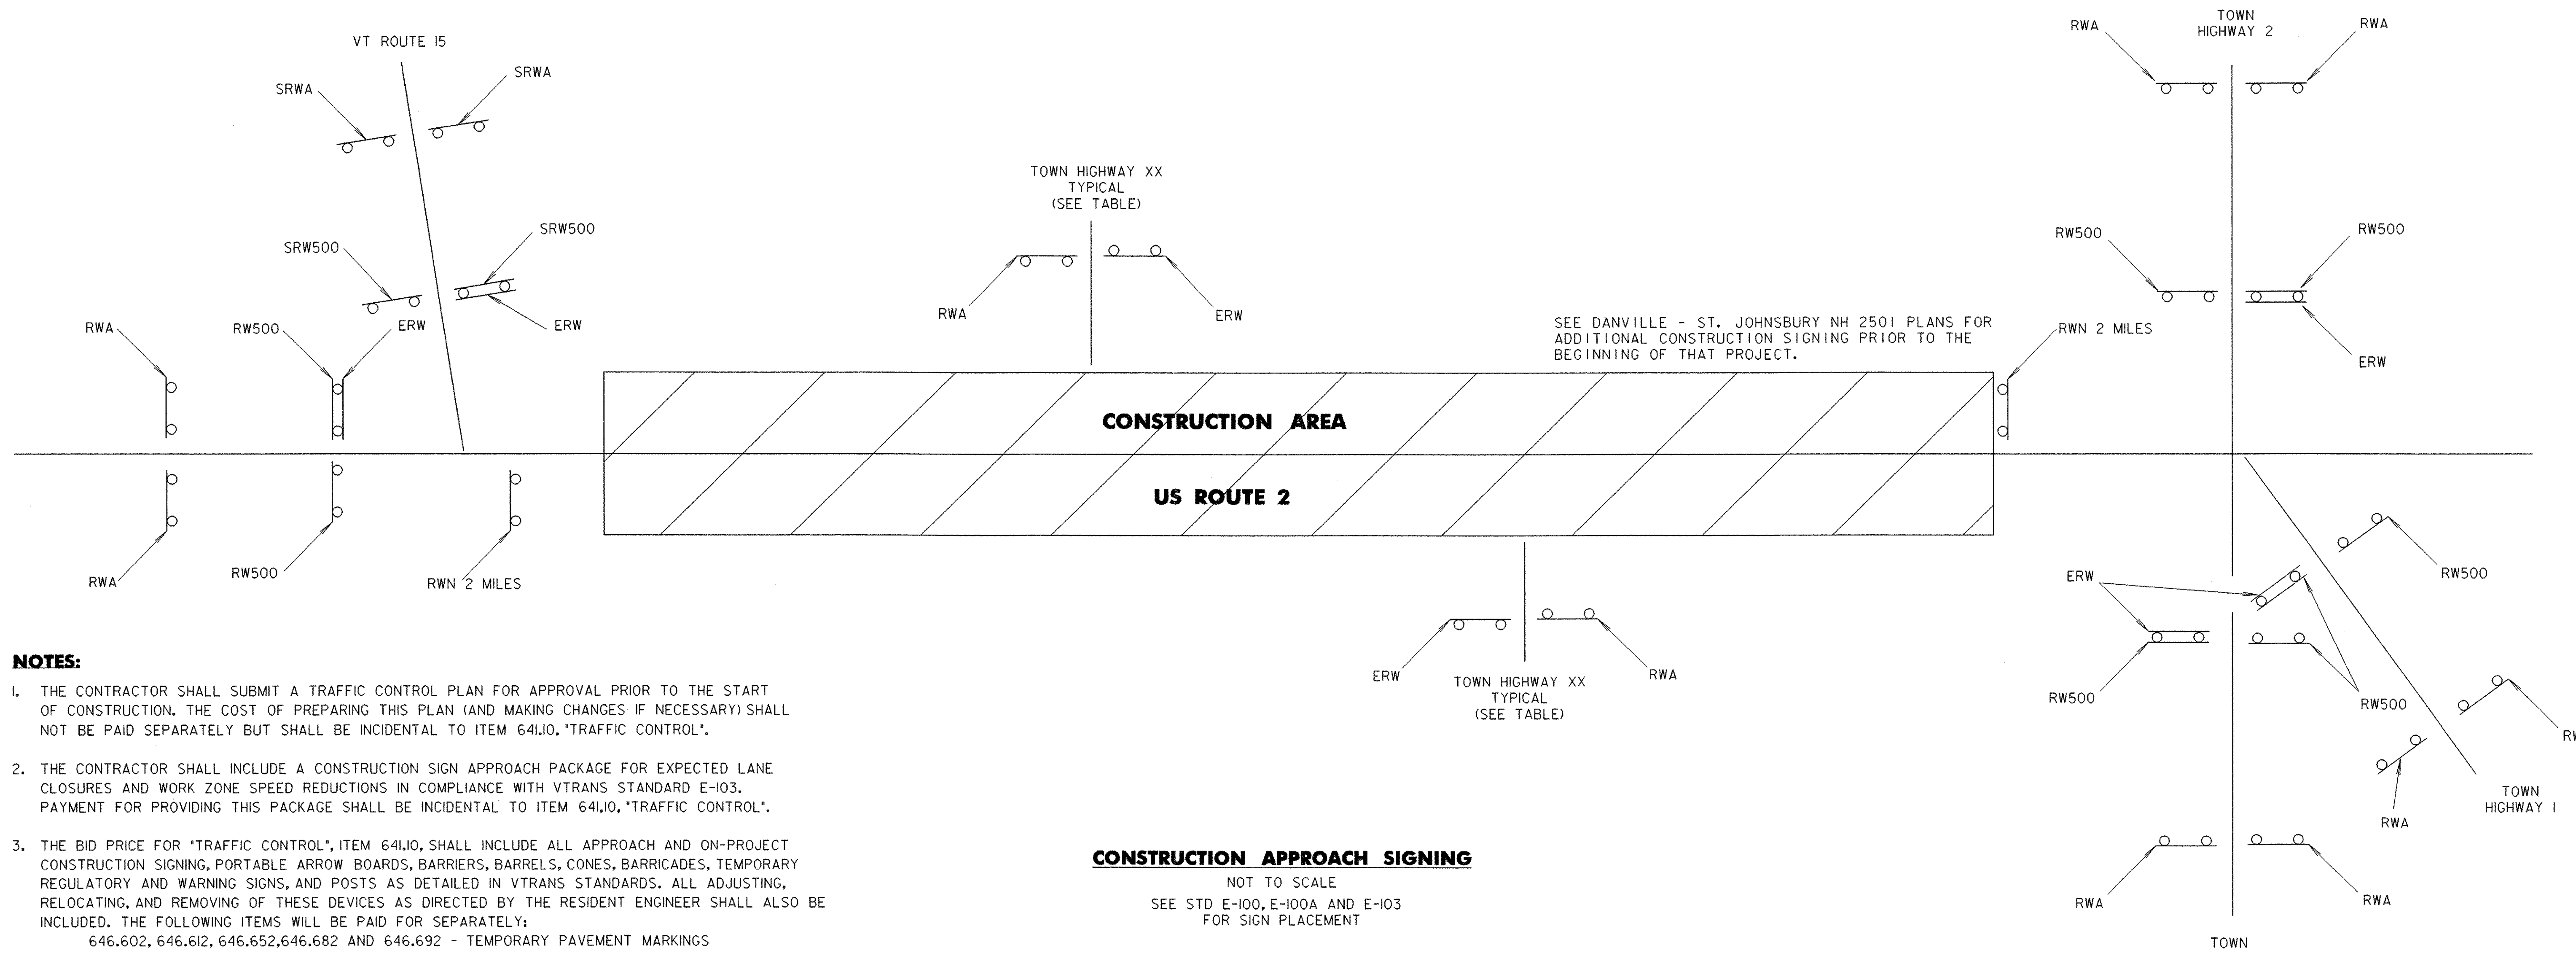 VT ROUTE 15
SRWA
SRWA
SRW500
SRW500
ERW
RWA
RW500
ERW
RWA
RW500
RWN 2 MILES
TOWN HIGHWAY XX
TYPICAL
(SEE TABLE)
RWA
ERW
CONSTRUCTION AREA
US ROUTE 2
SEE DANVILLE - ST. JOHNSBURY NH 2501 PLANS FOR
ADDITIONAL CONSTRUCTION SIGNING PRIOR TO THE
BEGINNING OF THAT PROJECT.
RWN 2 MILES
ERW
RWA
TOWN HIGHWAY XX
TYPICAL
(SEE TABLE)
TOWN
HIGHWAY 2
RWA
RWA
RW500
RW500
ERW
ERW
RW500
RW500
RW500
RWA
TOWN
HIGHWAY 1
RWA
RWA
TOWN
NOTES:
1. THE CONTRACTOR SHALL SUBMIT A TRAFFIC CONTROL PLAN FOR APPROVAL PRIOR TO THE START
OF CONSTRUCTION. THE COST OF PREPARING THIS PLAN (AND MAKING CHANGES IF NECESSARY) SHALL
NOT BE PAID SEPARATELY BUT SHALL BE INCIDENTAL TO ITEM 641.10, "TRAFFIC CONTROL".
2. THE CONTRACTOR SHALL INCLUDE A CONSTRUCTION SIGN APPROACH PACKAGE FOR EXPECTED LANE
CLOSURES AND WORK ZONE SPEED REDUCTIONS IN COMPLIANCE WITH VTRANS STANDARD E-103.
PAYMENT FOR PROVIDING THIS PACKAGE SHALL BE INCIDENTAL TO ITEM 641.10, "TRAFFIC CONTROL".
3. THE BID PRICE FOR "TRAFFIC CONTROL", ITEM 641.10, SHALL INCLUDE ALL APPROACH AND ON-PROJECT
CONSTRUCTION SIGNING, PORTABLE ARROW BOARDS, BARRIERS, BARRELS, CONES, BARRICADES, TEMPORARY
REGULATORY AND WARNING SIGNS, AND POSTS AS DETAILED IN VTRANS STANDARDS. ALL ADJUSTING,
RELOCATING, AND REMOVING OF THESE DEVICES AS DIRECTED BY THE RESIDENT ENGINEER SHALL ALSO BE
INCLUDED. THE FOLLOWING ITEMS WILL BE PAID FOR SEPARATELY:
646.602, 646.612, 646.652,646.682 AND 646.692 - TEMPORARY PAVEMENT MARKINGS
CONSTRUCTION APPROACH SIGNING
NOT TO SCALE
SEE STD E-100, E-100A AND E-103
FOR SIGN PLACEMENT